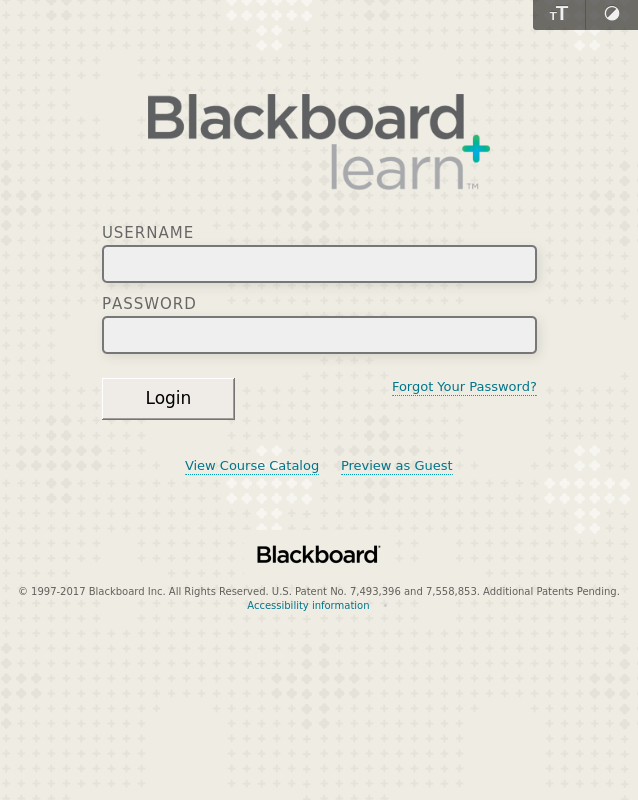 TT
Blackboard
learn™
USERNAME
PASSWORD
Login
Forgot Your Password?
View Course Catalog
Preview as Guest
Blackboard
© 1997-2017 Blackboard Inc. All Rights Reserved. U.S. Patent No. 7,493,396 and 7,558,853. Additional Patents Pending.
Accessibility information